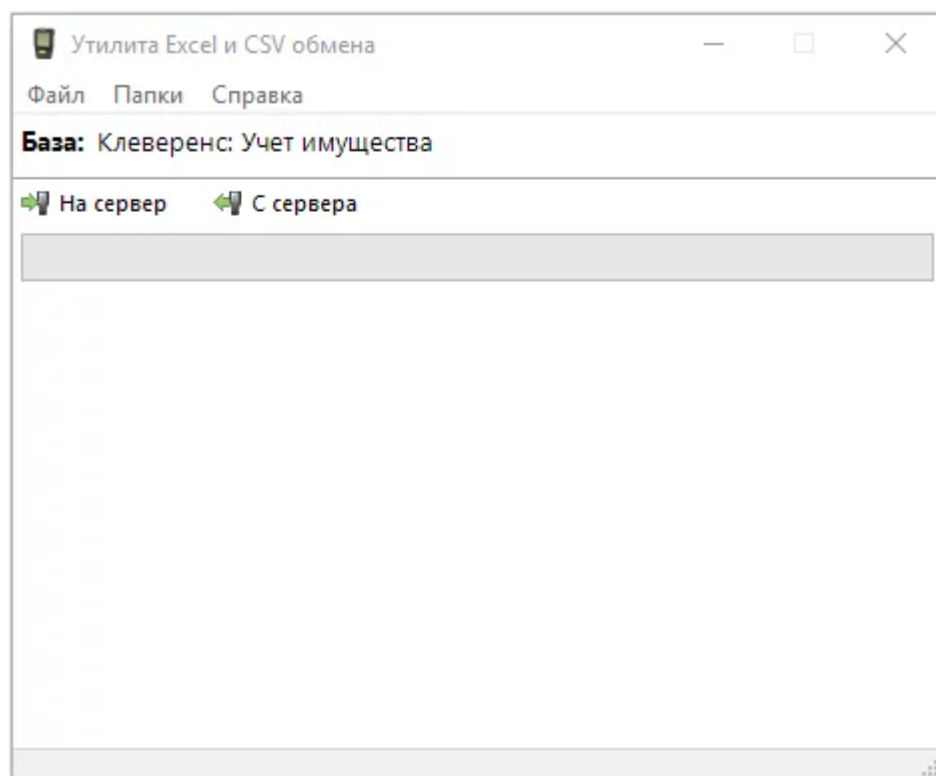 Утилита Excel и CSV обмена
Файл Папки Справка
База: Клеверенс: Учет имущества
На сервер С сервера